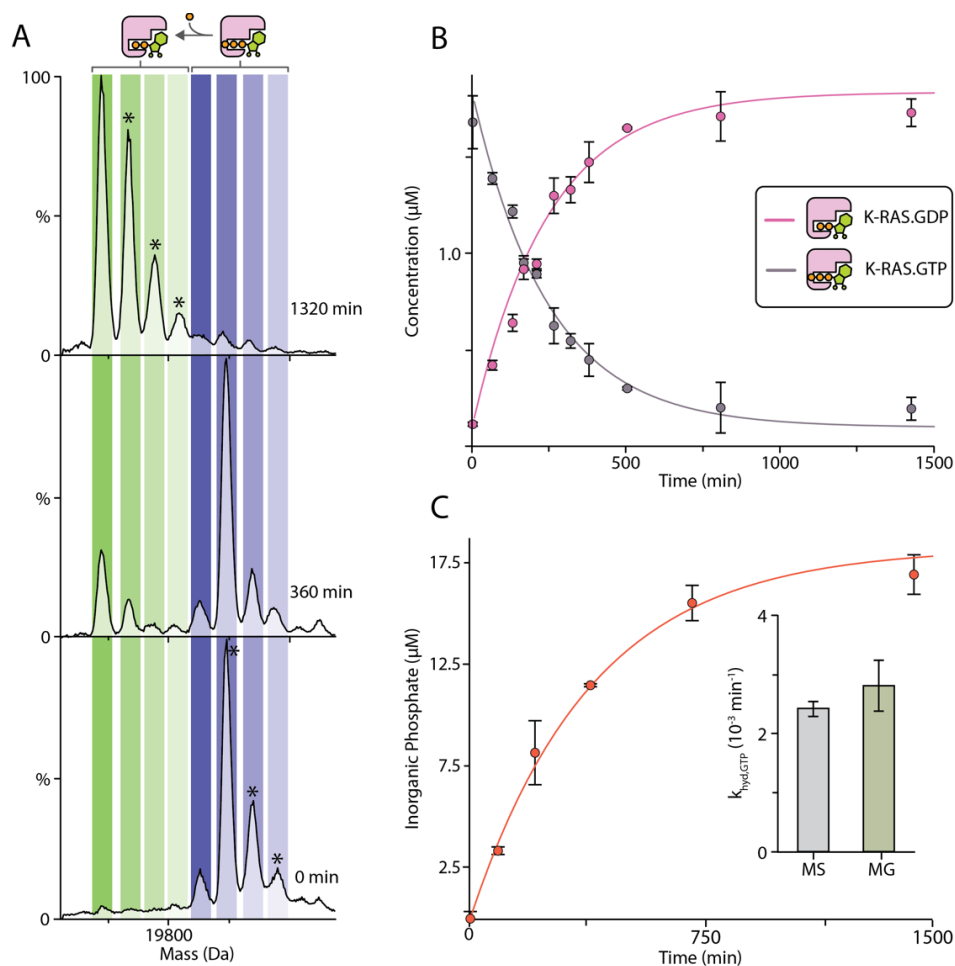 A
100
*
*
%
*
1320 min
0
%
360 min
0
*
%
*
*
0 min
0
19800
Mass (Da)
B
Concentration (µM)
1.0
K-RAS.GDP
K-RAS.GTP
0
500
1000
1500
Time (min)
C
Inorganic Phosphate (µM)
17.5
12.5
7.5
2.5
0
750
1500
Time (min)
k_hyd,GTP (10⁻³ min⁻¹)
4
2
0
MS
MG